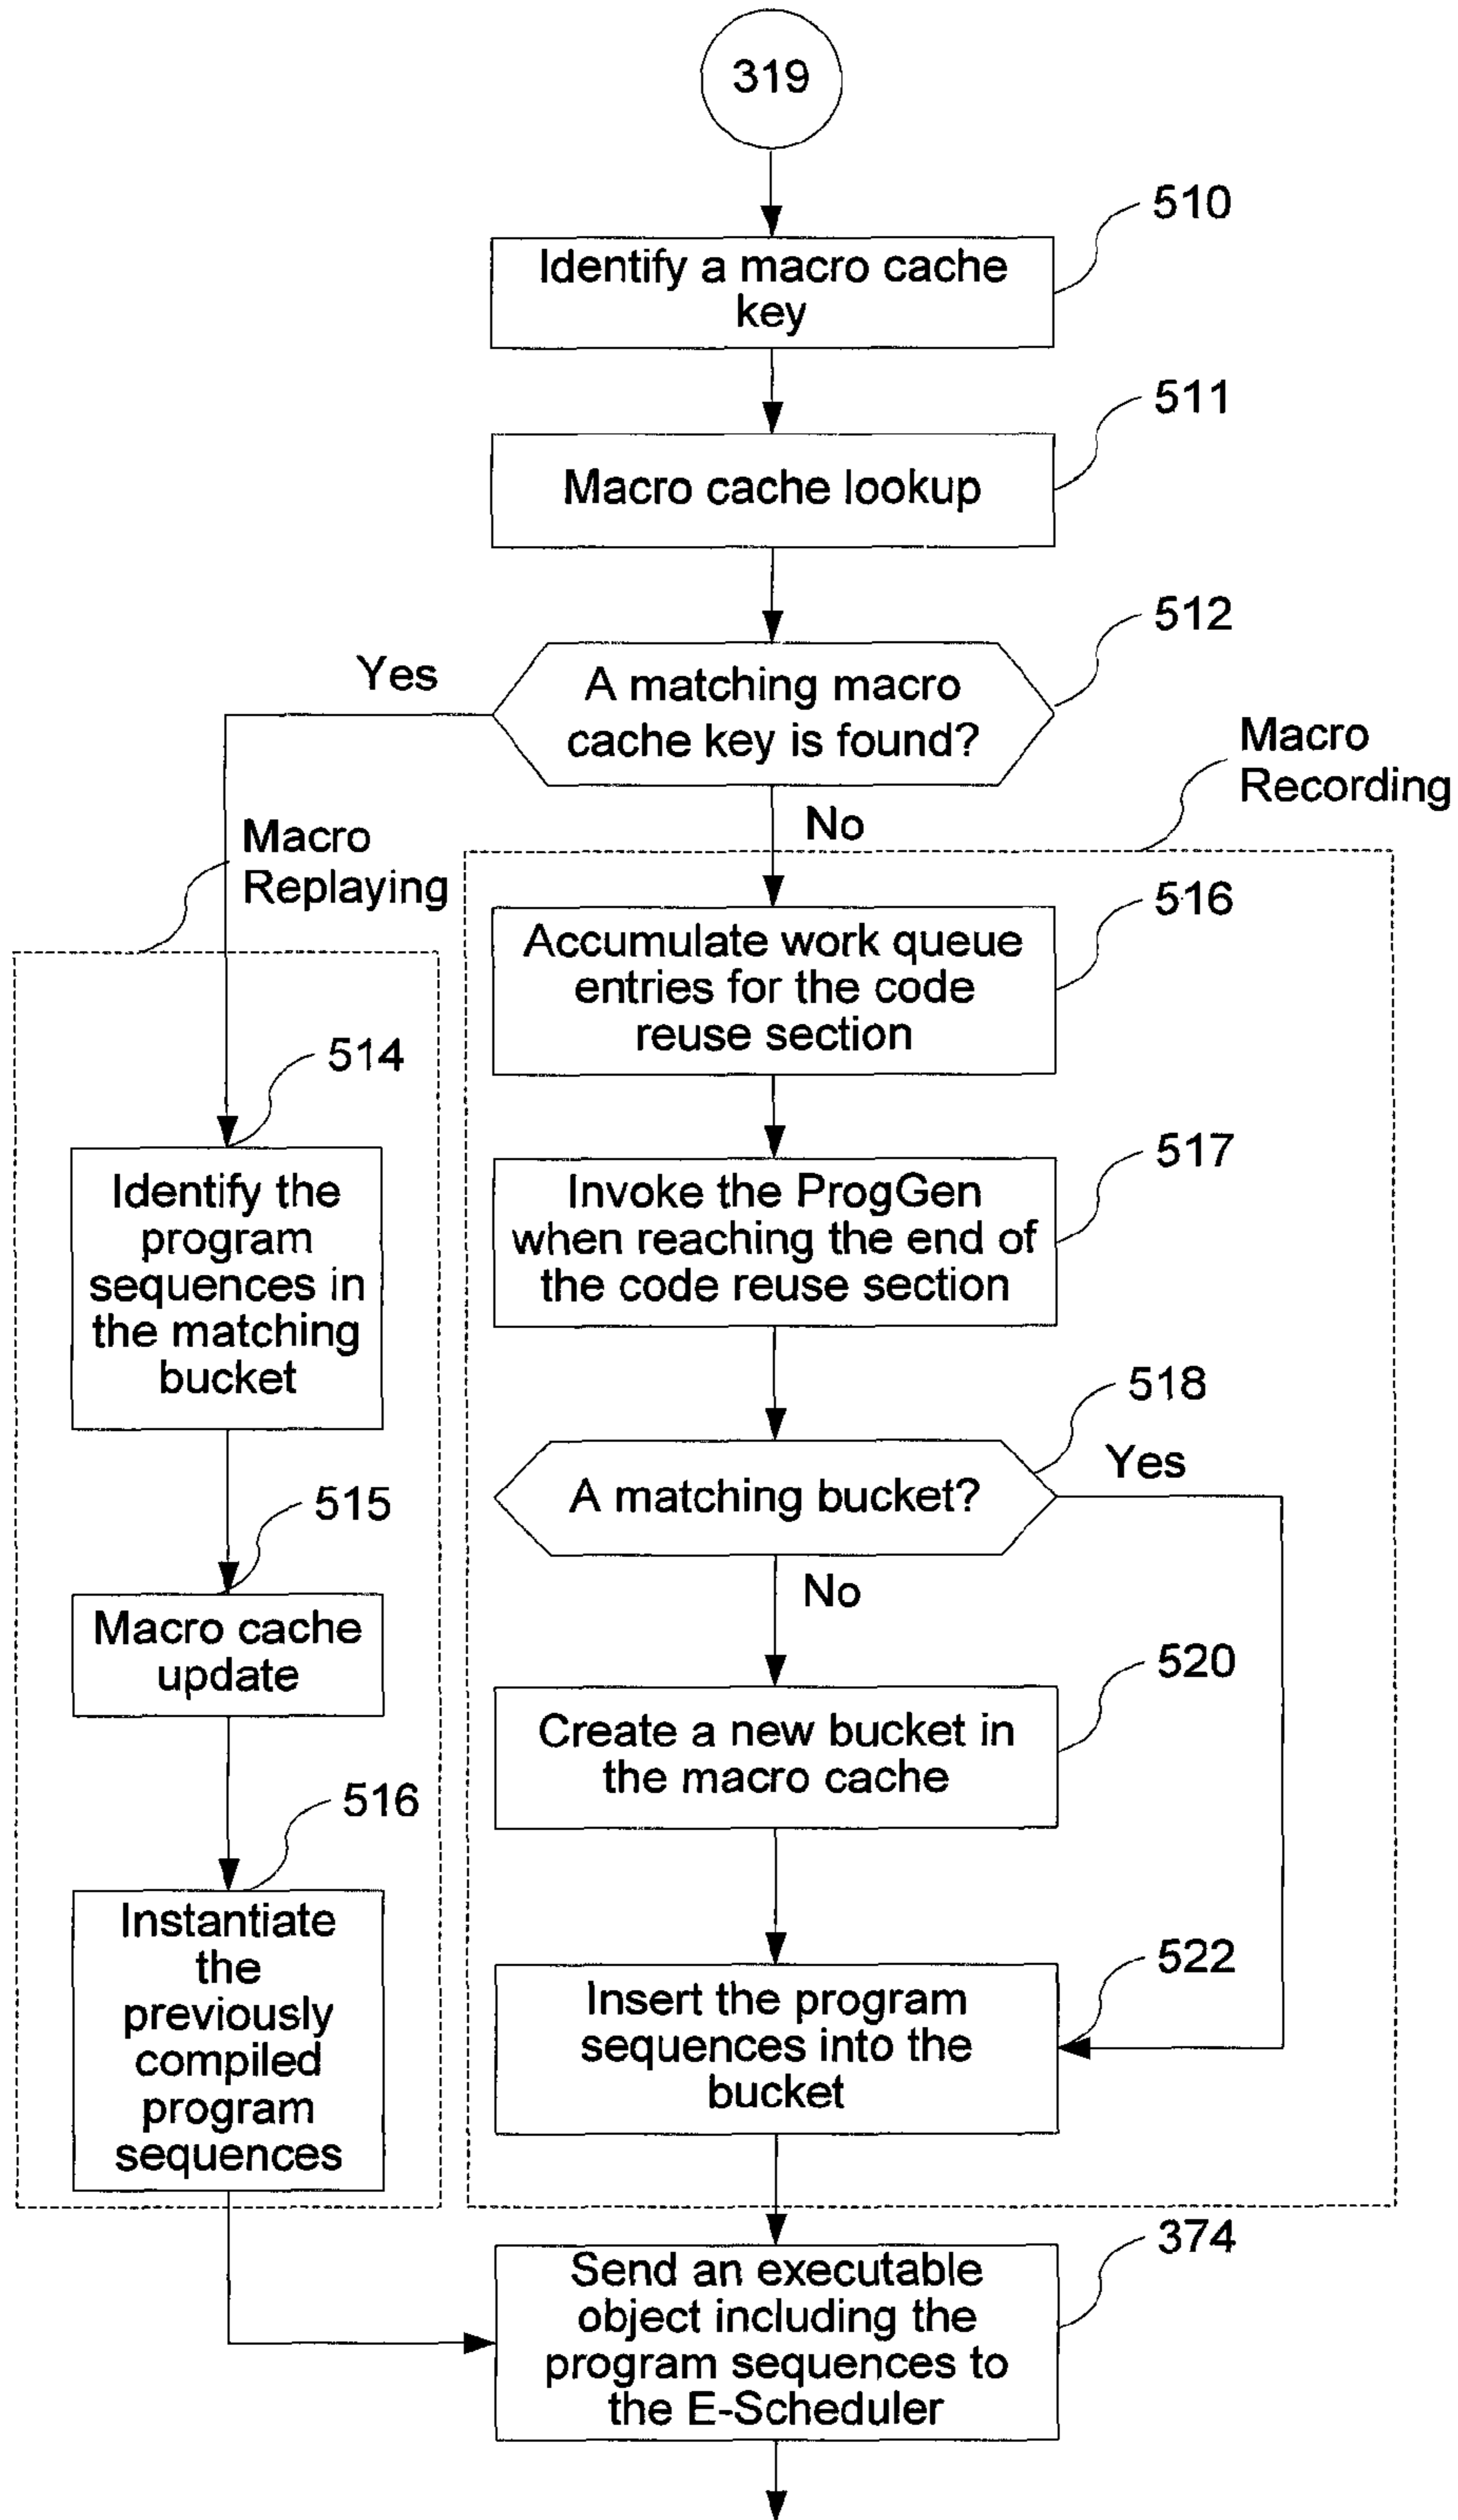 319
510
Identify a macro cache
key
511
Macro cache lookup
512
A matching macro
cache key is found?
Yes
No
Macro
Recording
Macro
Replaying
516
Accumulate work queue
entries for the code
reuse section
514
Identify the
program
sequences in
the matching
bucket
517
Invoke the ProgGen
when reaching the end of
the code reuse section
518
A matching bucket?
Yes
No
515
Macro cache
update
520
Create a new bucket in
the macro cache
516
Instantiate
the
previously
compiled
program
sequences
522
Insert the program
sequences into the
bucket
374
Send an executable
object including the
program sequences to
the E-Scheduler